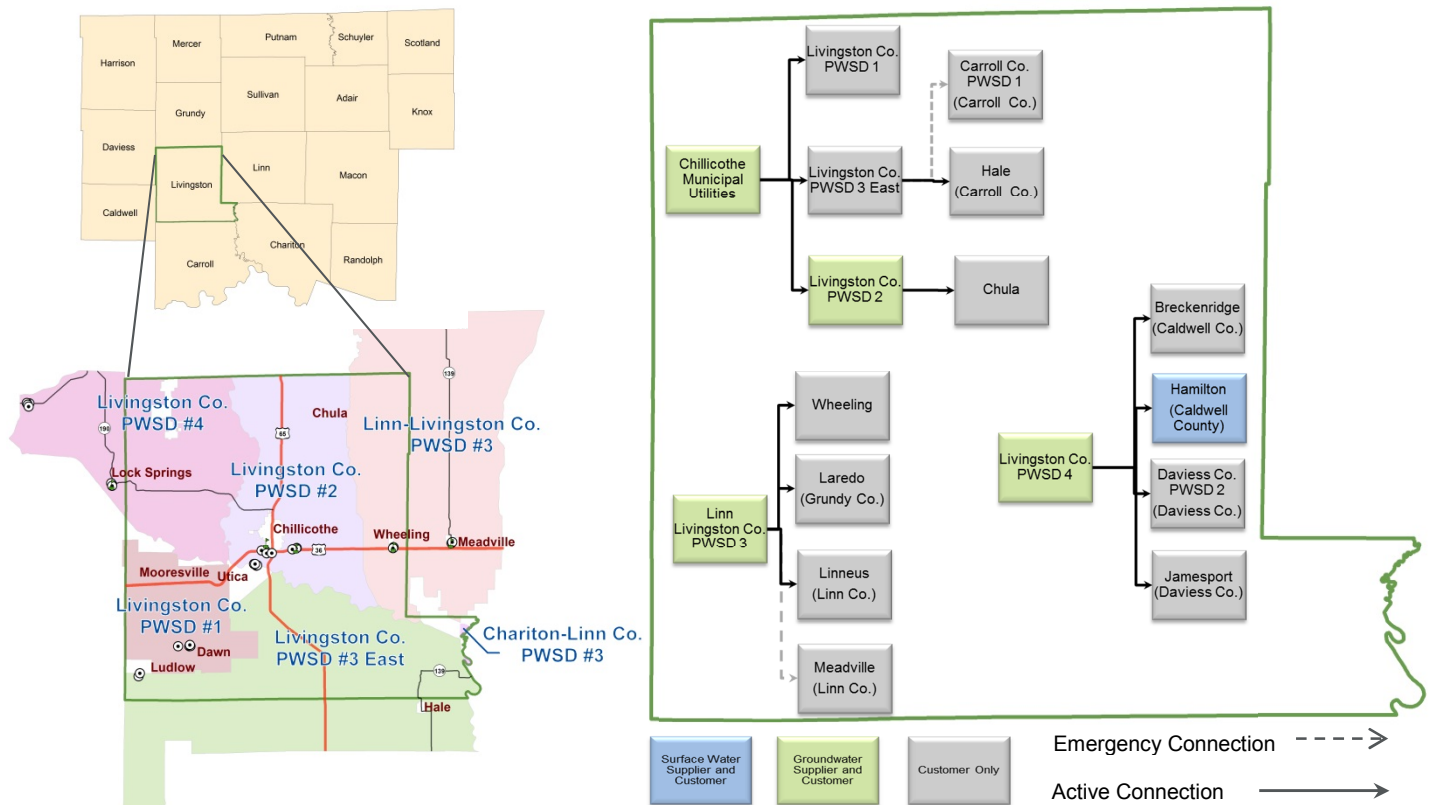 Harrison
Mercer
Putnam
Schuyler
Scotland
Grundy
Sullivan
Adair
Knox
Daviess
Livingston
Linn
Macon
Caldwell
Carroll
Chariton
Randolph
Livingston Co.
PWSD #4
190
Lock Springs
65
Chula
Livingston Co.
PWSD #2
139
Linn-Livingston Co.
PWSD #3
Chillicothe
36
Wheeling
Meadville
Mooresville
Utica
Livingston Co.
PWSD #1
Dawn
Ludlow
Livingston Co.
PWSD #3 East
Chariton-Linn Co.
PWSD #3
139
Hale
Livingston Co.
PWSD 1
Carroll Co.
PWSD 1
(Carroll Co.)
Chillicothe
Municipal
Utilities
Livingston Co.
PWSD 3 East
Hale
(Carroll Co.)
Livingston Co.
PWSD 2
Chula
Wheeling
Laredo
(Grundy Co.)
Linn
Livingston Co.
PWSD 3
Linneus
(Linn Co.)
Meadville
(Linn Co.)
Livingston Co.
PWSD 4
Breckenridge
(Caldwell Co.)
Hamilton
(Caldwell
County)
Daviess Co.
PWSD 2
(Daviess Co.)
Jamesport
(Daviess Co.)
Surface Water
Supplier and
Customer
Groundwater
Supplier and
Customer
Customer Only
Emergency Connection
Active Connection